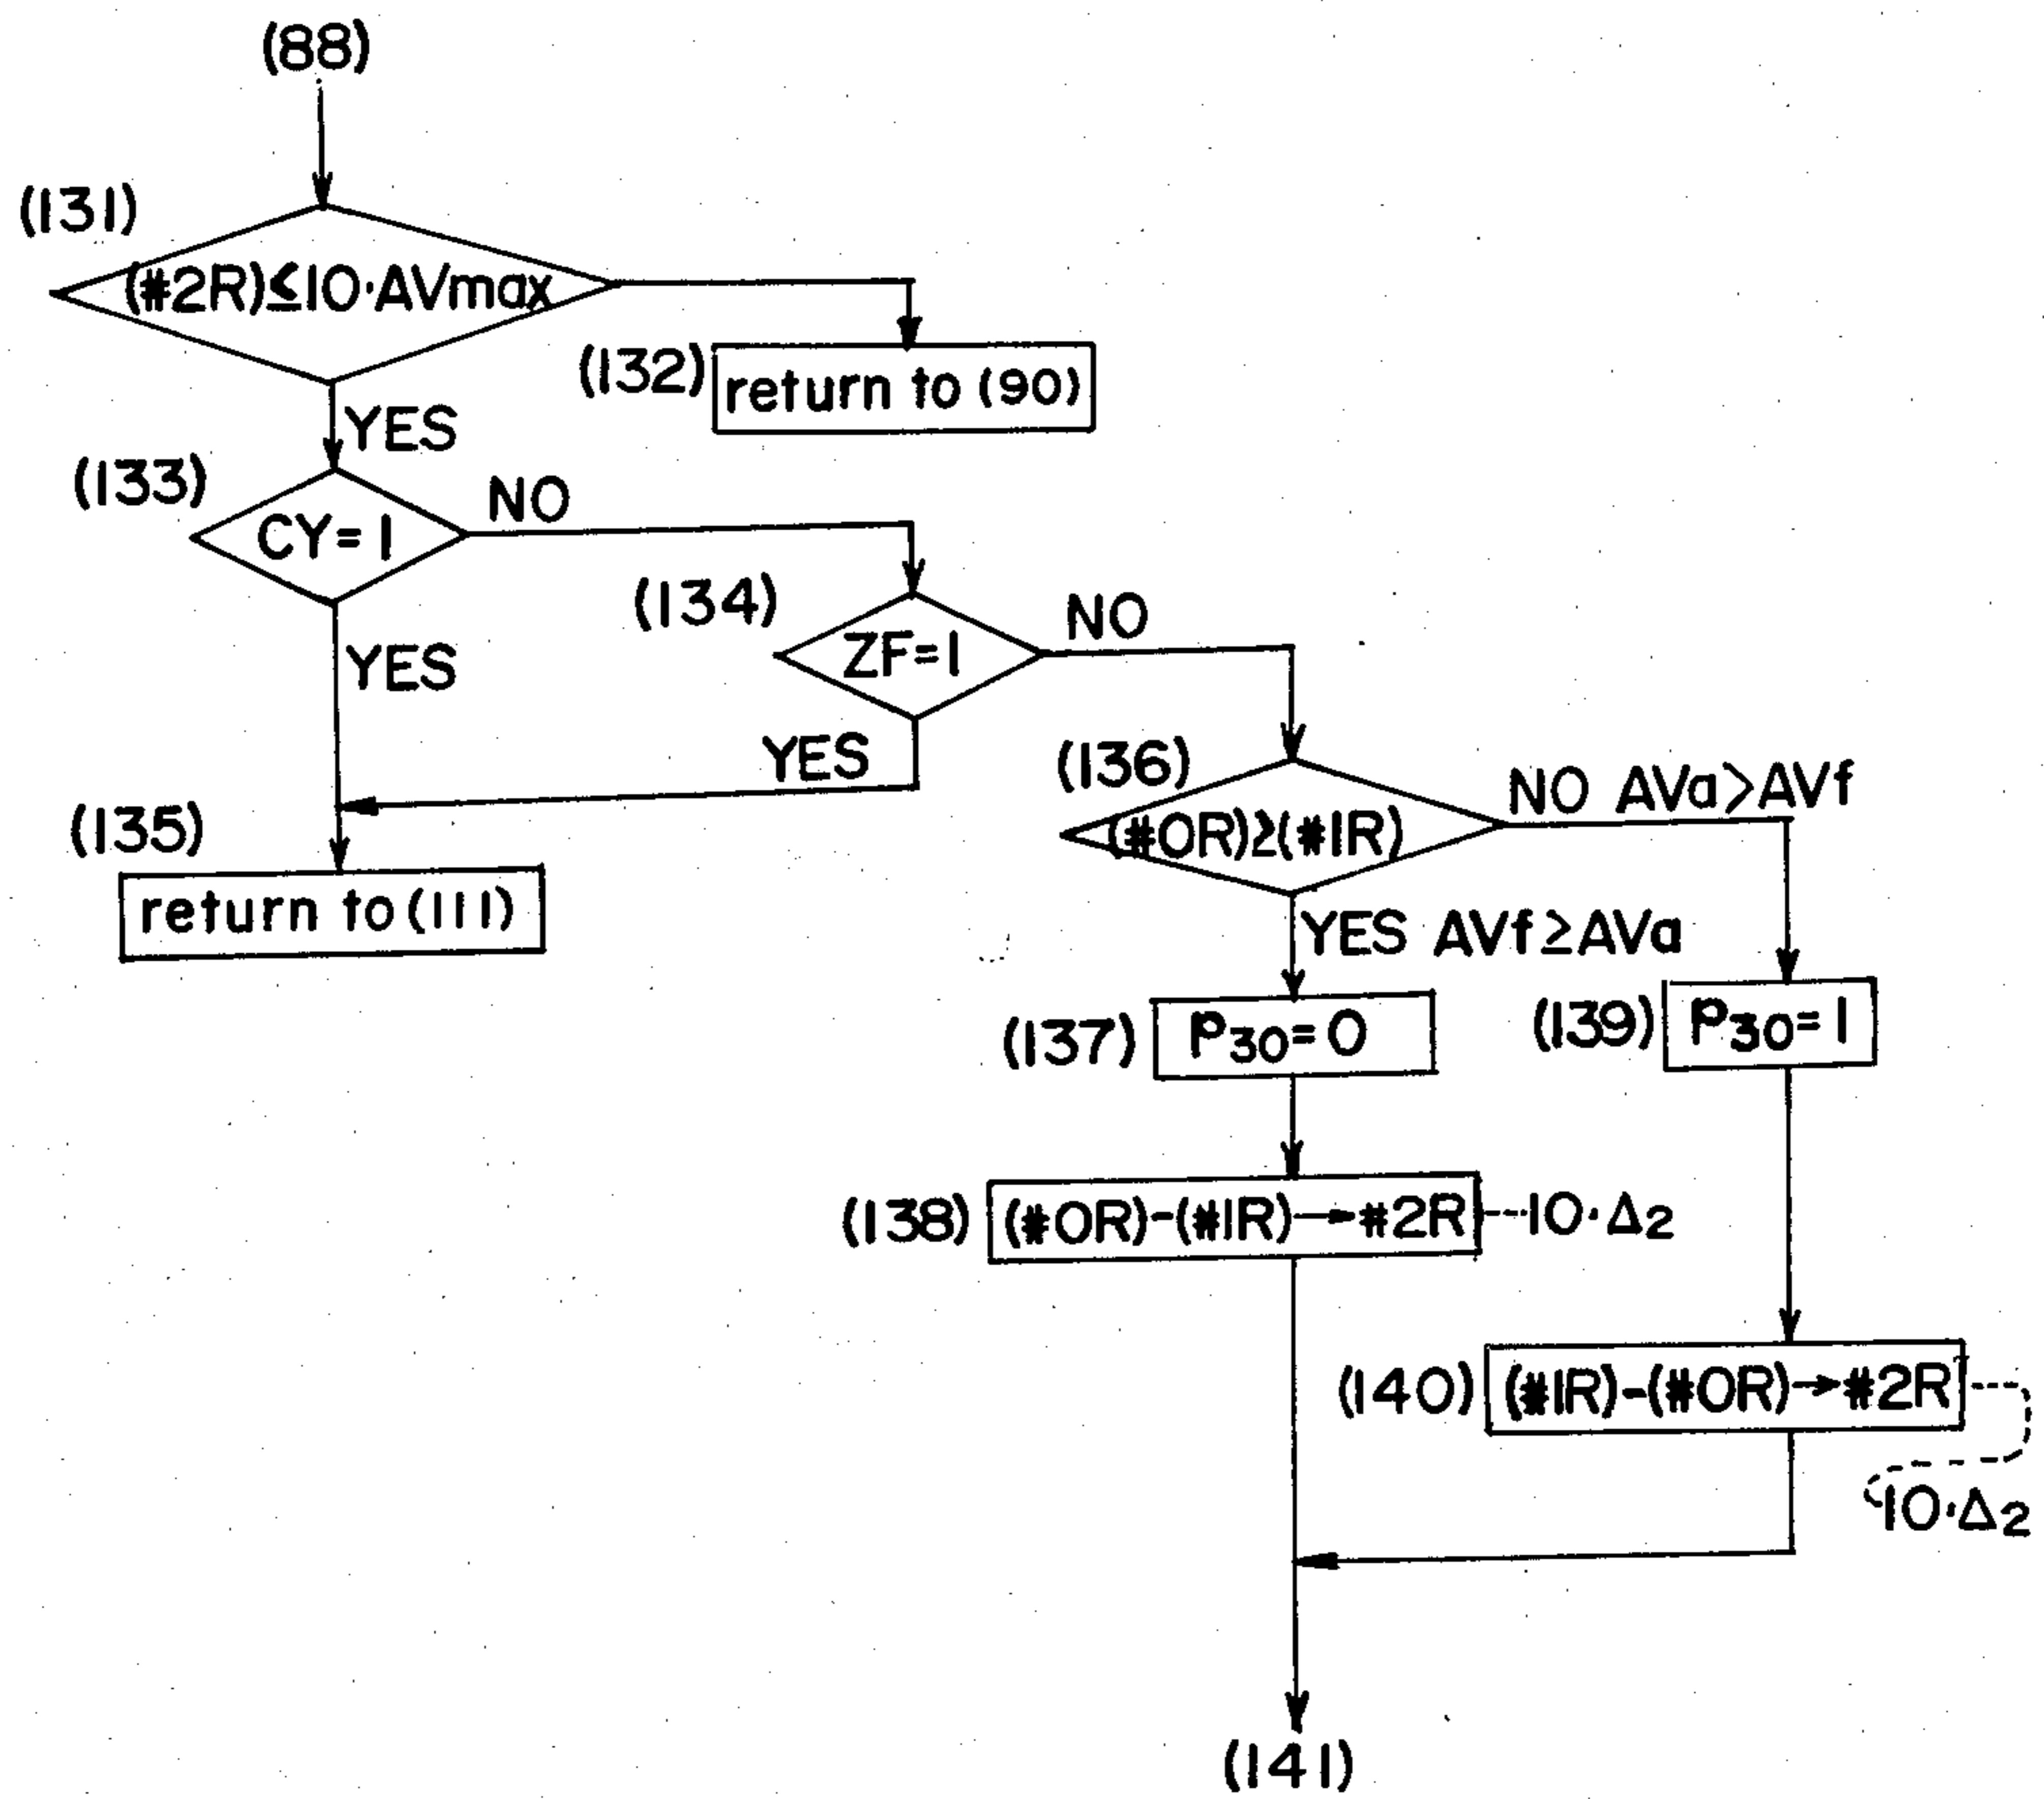 (88)
(131)
(#2R)≤10·AVmax
(132)
return to (90)
YES
(133)
CY=1
NO
(134)
ZF=1
NO
YES
YES
(135)
return to (111)
(136)
(#0R)≥(#1R)
NO AVa>AVf
YES AVf≥AVa
(137)
P30=0
(139)
P30=1
(138)
(#0R)-(#1R)→#2R
10·Δ2
(140)
(#1R)-(#0R)→#2R
10·Δ2
(141)